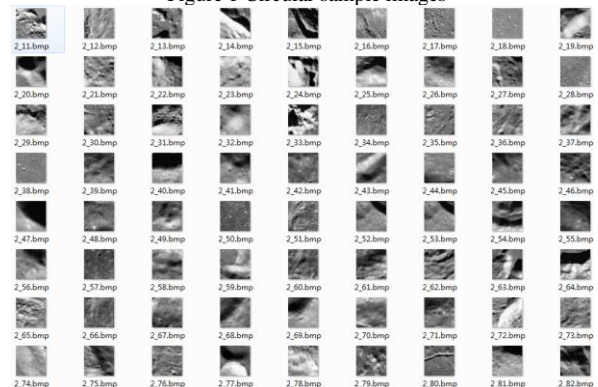 Figure 1 Circular sample images
2_11.bmp 2_12.bmp 2_13.bmp 2_14.bmp 2_15.bmp 2_16.bmp 2_17.bmp 2_18.bmp 2_19.bmp
2_20.bmp 2_21.bmp 2_22.bmp 2_23.bmp 2_24.bmp 2_25.bmp 2_26.bmp 2_27.bmp 2_28.bmp
2_29.bmp 2_30.bmp 2_31.bmp 2_32.bmp 2_33.bmp 2_34.bmp 2_35.bmp 2_36.bmp 2_37.bmp
2_38.bmp 2_39.bmp 2_40.bmp 2_41.bmp 2_42.bmp 2_43.bmp 2_44.bmp 2_45.bmp 2_46.bmp
2_47.bmp 2_48.bmp 2_49.bmp 2_50.bmp 2_51.bmp 2_52.bmp 2_53.bmp 2_54.bmp 2_55.bmp
2_56.bmp 2_57.bmp 2_58.bmp 2_59.bmp 2_60.bmp 2_61.bmp 2_62.bmp 2_63.bmp 2_64.bmp
2_65.bmp 2_66.bmp 2_67.bmp 2_68.bmp 2_69.bmp 2_70.bmp 2_71.bmp 2_72.bmp 2_73.bmp
2_74.bmp 2_75.bmp 2_76.bmp 2_77.bmp 2_78.bmp 2_79.bmp 2_80.bmp 2_81.bmp 2_82.bmp